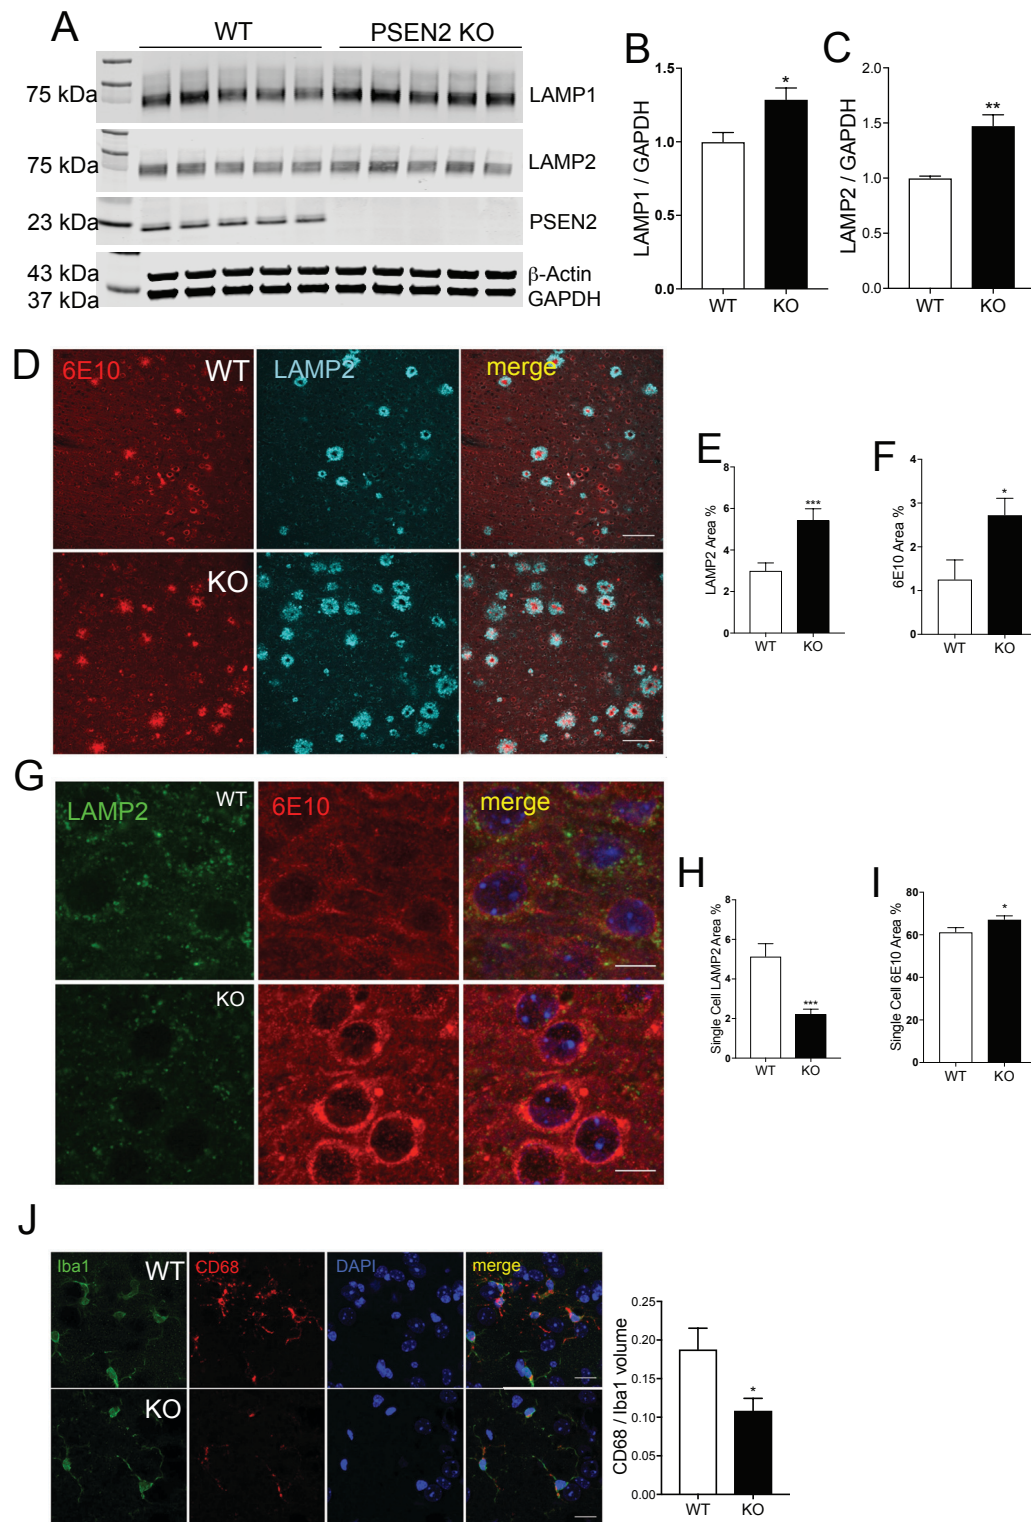 A
WT
PSEN2 KO
75 kDa
LAMP1
75 kDa
LAMP2
23 kDa
PSEN2
43 kDa
β-Actin
37 kDa
GAPDH
B
LAMP1 / GAPDH
1.5
1.0
0.5
0.0
*
WT
KO
C
LAMP2 / GAPDH
2.0
1.5
1.0
0.5
0.0
**
WT
KO
D
6E10
WT
LAMP2
merge
KO
E
LAMP2 Area %
8
6
4
2
0
***
WT
KO
F
6E10 Area %
4
3
2
1
0
*
WT
KO
G
LAMP2
WT
6E10
merge
KO
H
Single Cell LAMP2 Area %
8
6
4
2
0
***
WT
KO
I
Single Cell 6E10 Area %
80
60
40
20
0
*
WT
KO
J
Iba1
WT
CD68
DAPI
merge
KO
CD68 / Iba1 volume
0.25
0.20
0.15
0.10
0.05
0.00
*
WT
KO